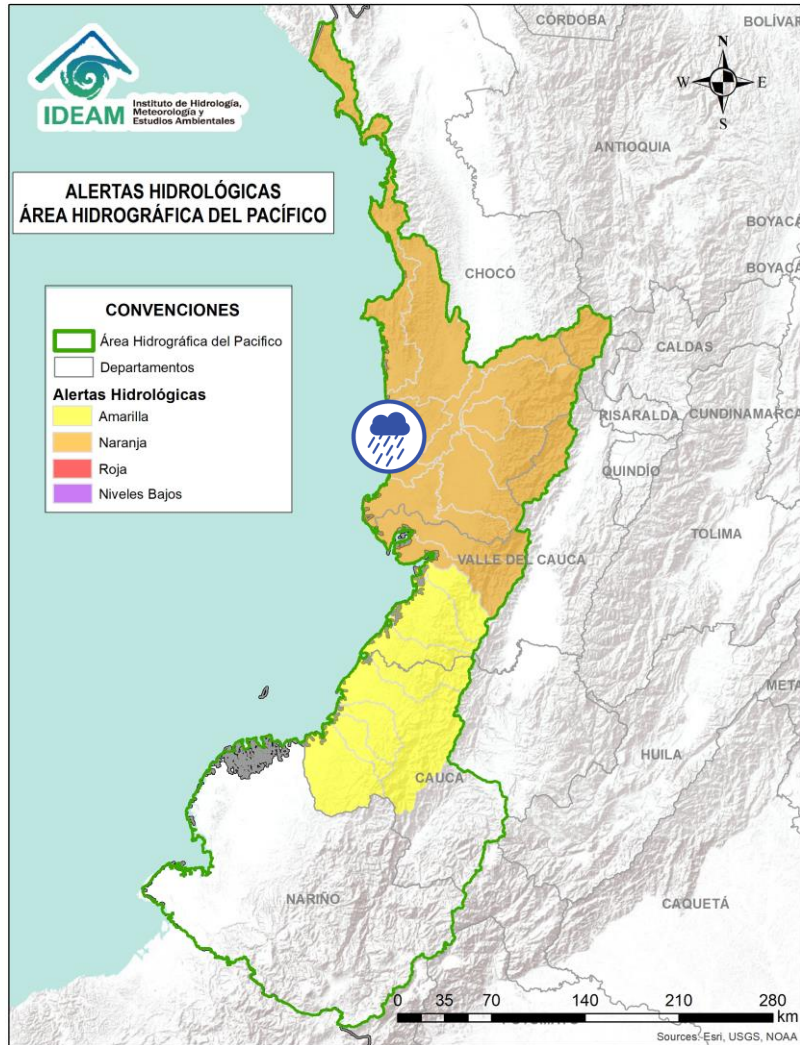 CÓRDOBA
BOLÍVAR
IDEAM
Instituto de Hidrología,
Meteorología y
Estudios Ambientales
N
W
E
S
ANTIOQUIA
ALERTAS HIDROLÓGICAS
ÁREA HIDROGRÁFICA DEL PACÍFICO
BOYACÁ
BOYACÁ
CHOCÓ
CONVENCIONES
Área Hidrográfica del Pacifico
Departamentos
Alertas Hidrológicas
Amarilla
Naranja
Roja
Niveles Bajos
CALDAS
RISARALDA
CUNDINAMARCA
QUINDÍO
TOLIMA
VALLE DEL CAUCA
META
HUILA
CAUCA
NARIÑO
CAQUETÁ
0 35 70 140 210 280
km
Sources: Esri, USGS, NOAA